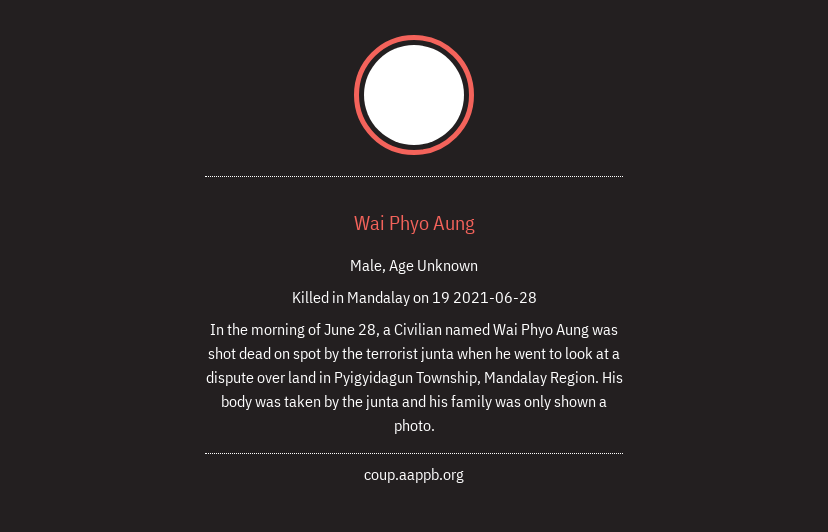 Wai Phyo Aung
Male, Age Unknown
Killed in Mandalay on 19 2021-06-28
In the morning of June 28, a Civilian named Wai Phyo Aung was
shot dead on spot by the terrorist junta when he went to look at a
dispute over land in Pyigyidagun Township, Mandalay Region. His
body was taken by the junta and his family was only shown a
photo.
coup.aappb.org